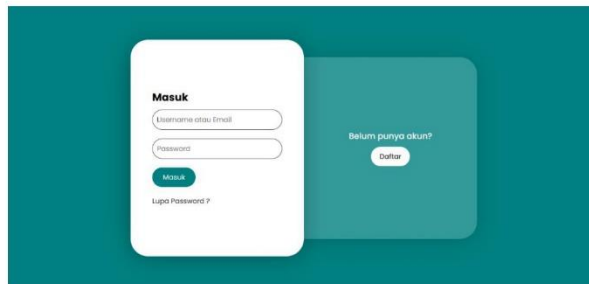 Masuk
Username atau Email
Password
Masuk
Lupa Password ?
Belum punya akun?
Daftar